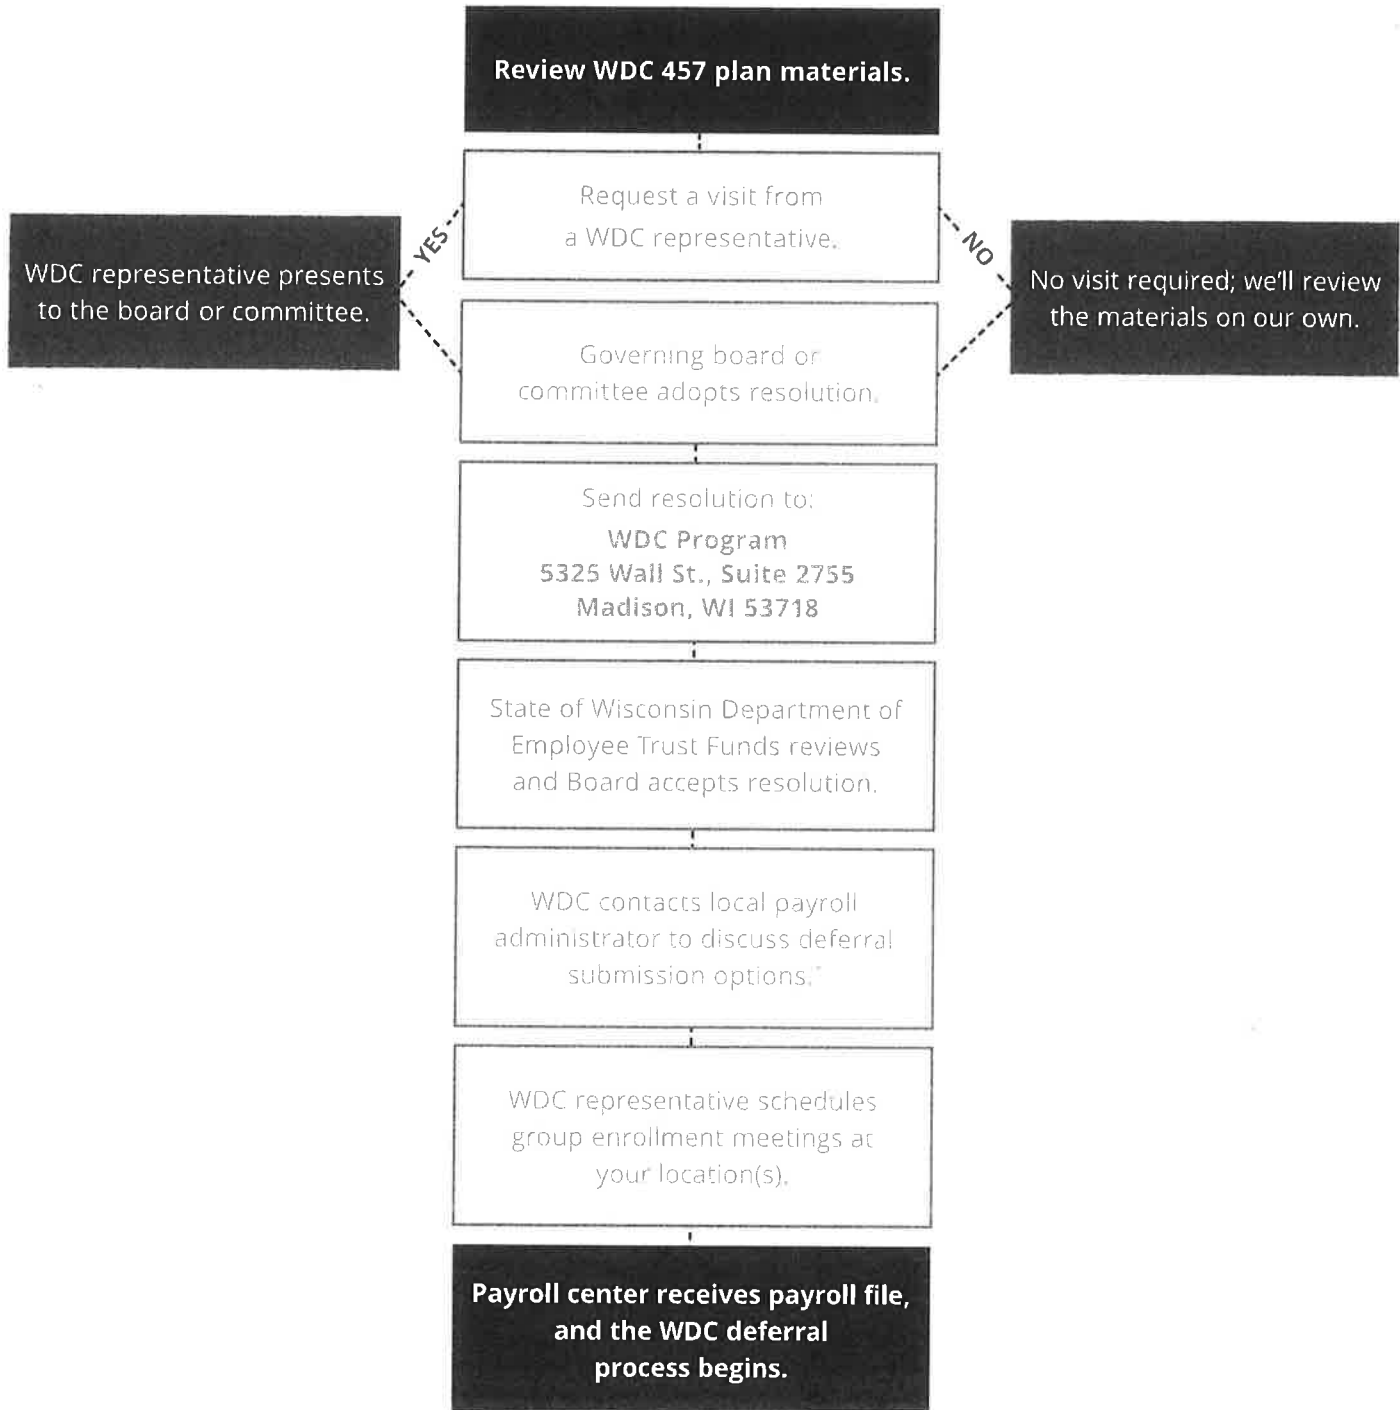 Review WDC 457 plan materials.
Request a visit from
a WDC representative.
YES
NO
WDC representative presents
to the board or committee.
No visit required; we'll review
the materials on our own.
Governing board or
committee adopts resolution.
Send resolution to:
WDC Program
5325 Wall St., Suite 2755
Madison, WI 53718
State of Wisconsin Department of
Employee Trust Funds reviews
and Board accepts resolution.
WDC contacts local payroll
administrator to discuss deferral
submission options.*
WDC representative schedules
group enrollment meetings at
your location(s).
Payroll center receives payroll file,
and the WDC deferral
process begins.